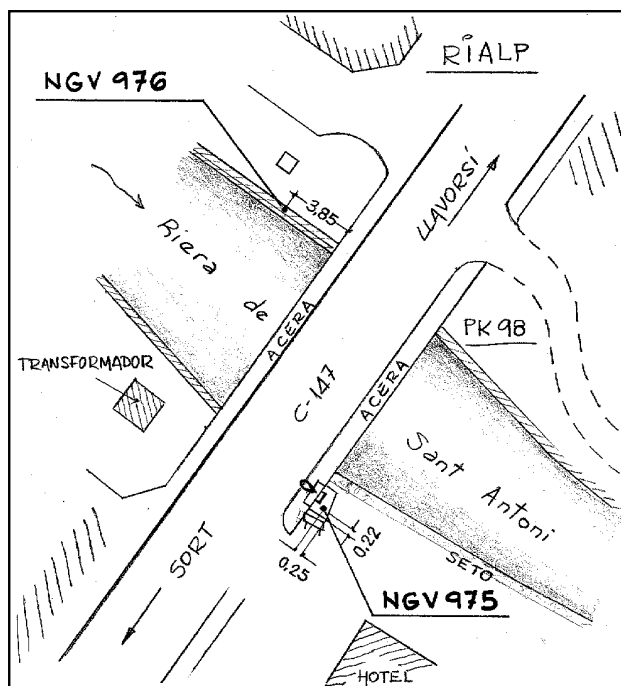 RIALP
NGV 976
3,85
LLAVORSÍ
Riera de
ACERA
PK 98
TRANSFORMADOR
C-147
ACERA
Sant Antoni
SORT
0,22
0,25
SETO
NGV 975
HOTEL